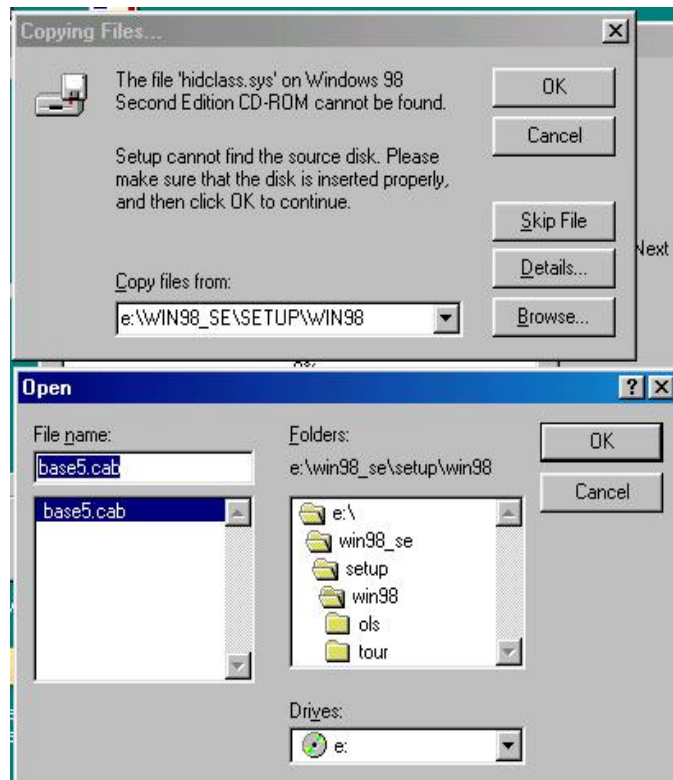 Copying Files...
The file 'hidclass.sys' on Windows 98
Second Edition CD-ROM cannot be found.
Setup cannot find the source disk. Please
make sure that the disk is inserted properly,
and then click OK to continue.
Copy files from:
e:\WIN98_SE\SETUP\WIN98
OK
Cancel
Skip File
Details...
Browse...
Next
Open
File name:
base5.cab
base5.cab
Folders:
e:\win98_se\setup\win98
e:\
win98_se
setup
win98
ols
tour
Drives:
e:
OK
Cancel